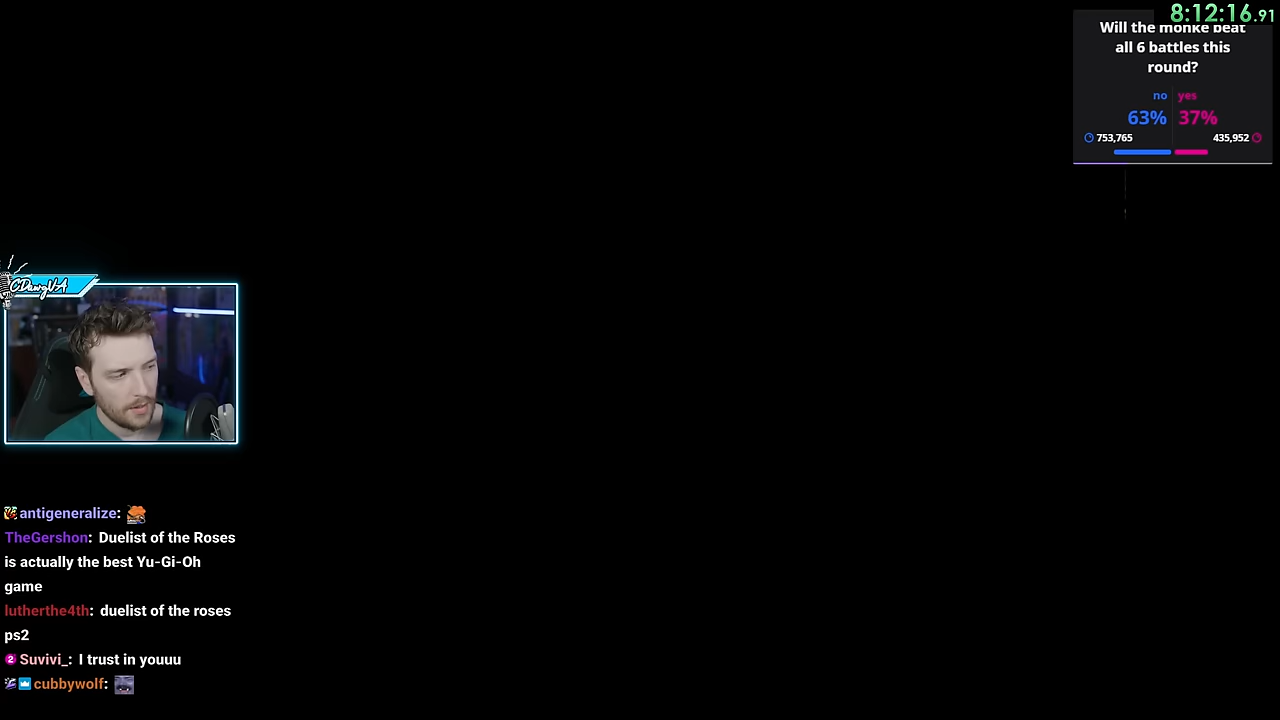 8:12:16.91
Will the monke beat
all 6 battles this
round?
no yes
63% 37%
753,765 435,952
CDawgVA
antigeneralize:
TheGershon: Duelist of the Roses
is actually the best Yu-Gi-Oh
game
lutherthe4th: duelist of the roses
ps2
2 Suvivi_: I trust in youuu
cubbywolf: